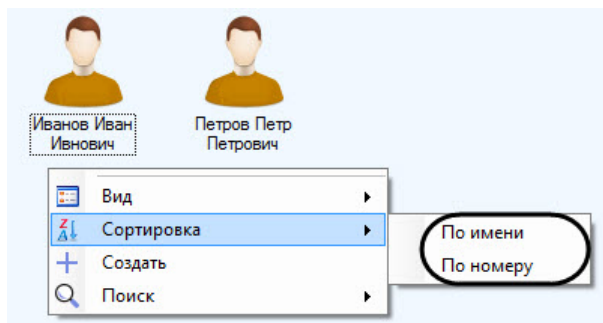 Иванов Иван
Ивнович
Петров Петр
Петрович
Вид
Сортировка
Создать
Поиск
По имени
По номеру